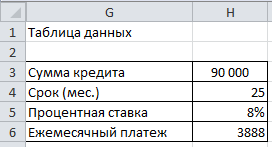 G H
1 Таблица данных
2
3 Сумма кредита 90 000
4 Срок (мес.) 25
5 Процентная ставка 8%
6 Ежемесячный платеж 3888